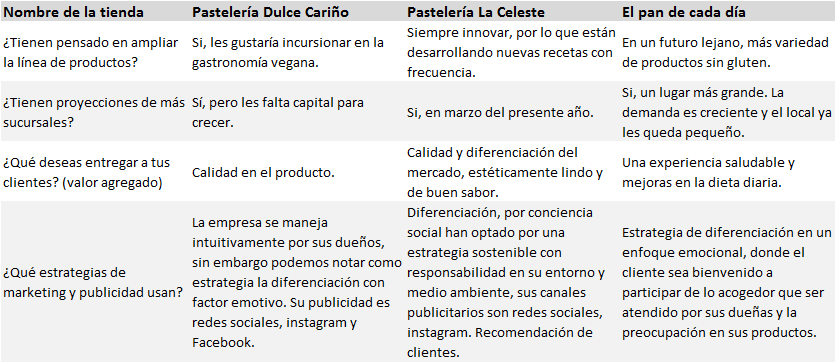 Nombre de la tienda Pastelería Dulce Cariño Pastelería La Celeste El pan de cada día
¿Tienen pensado en ampliar
la línea de productos?
Si, les gustaría incursionar en la
gastronomía vegana.
Siempre innovar, por lo que están
desarrollando nuevas recetas con
frecuencia.
En un futuro lejano, más variedad
de productos sin gluten.
¿Tienen proyecciones de más
sucursales?
Sí, pero les falta capital para
crecer.
Si, en marzo del presente año.
Si, un lugar más grande. La
demanda es creciente y el local ya
les queda pequeño.
¿Qué deseas entregar a tus
clientes? (valor agregado)
Calidad en el producto.
Calidad y diferenciación del
mercado, estéticamente lindo y
de buen sabor.
Una experiencia saludable y
mejoras en la dieta diaria.
¿Qué estrategias de
marketing y publicidad usan?
La empresa se maneja
intuitivamente por sus dueños,
sin embargo podemos notar como
estrategia la diferenciación con
factor emotivo. Su publicidad es
redes sociales, instagram y
Facebook.
Diferenciación, por conciencia
social han optado por una
estrategia sostenible con
responsabilidad en su entorno y
medio ambiente, sus canales
publicitarios son redes sociales,
instagram. Recomendación de
clientes.
Estrategia de diferenciación en un
enfoque emocional, donde el
cliente sea bienvenido a
participar de lo acogedor que ser
atendido por sus dueñas y la
preocupación en sus productos.